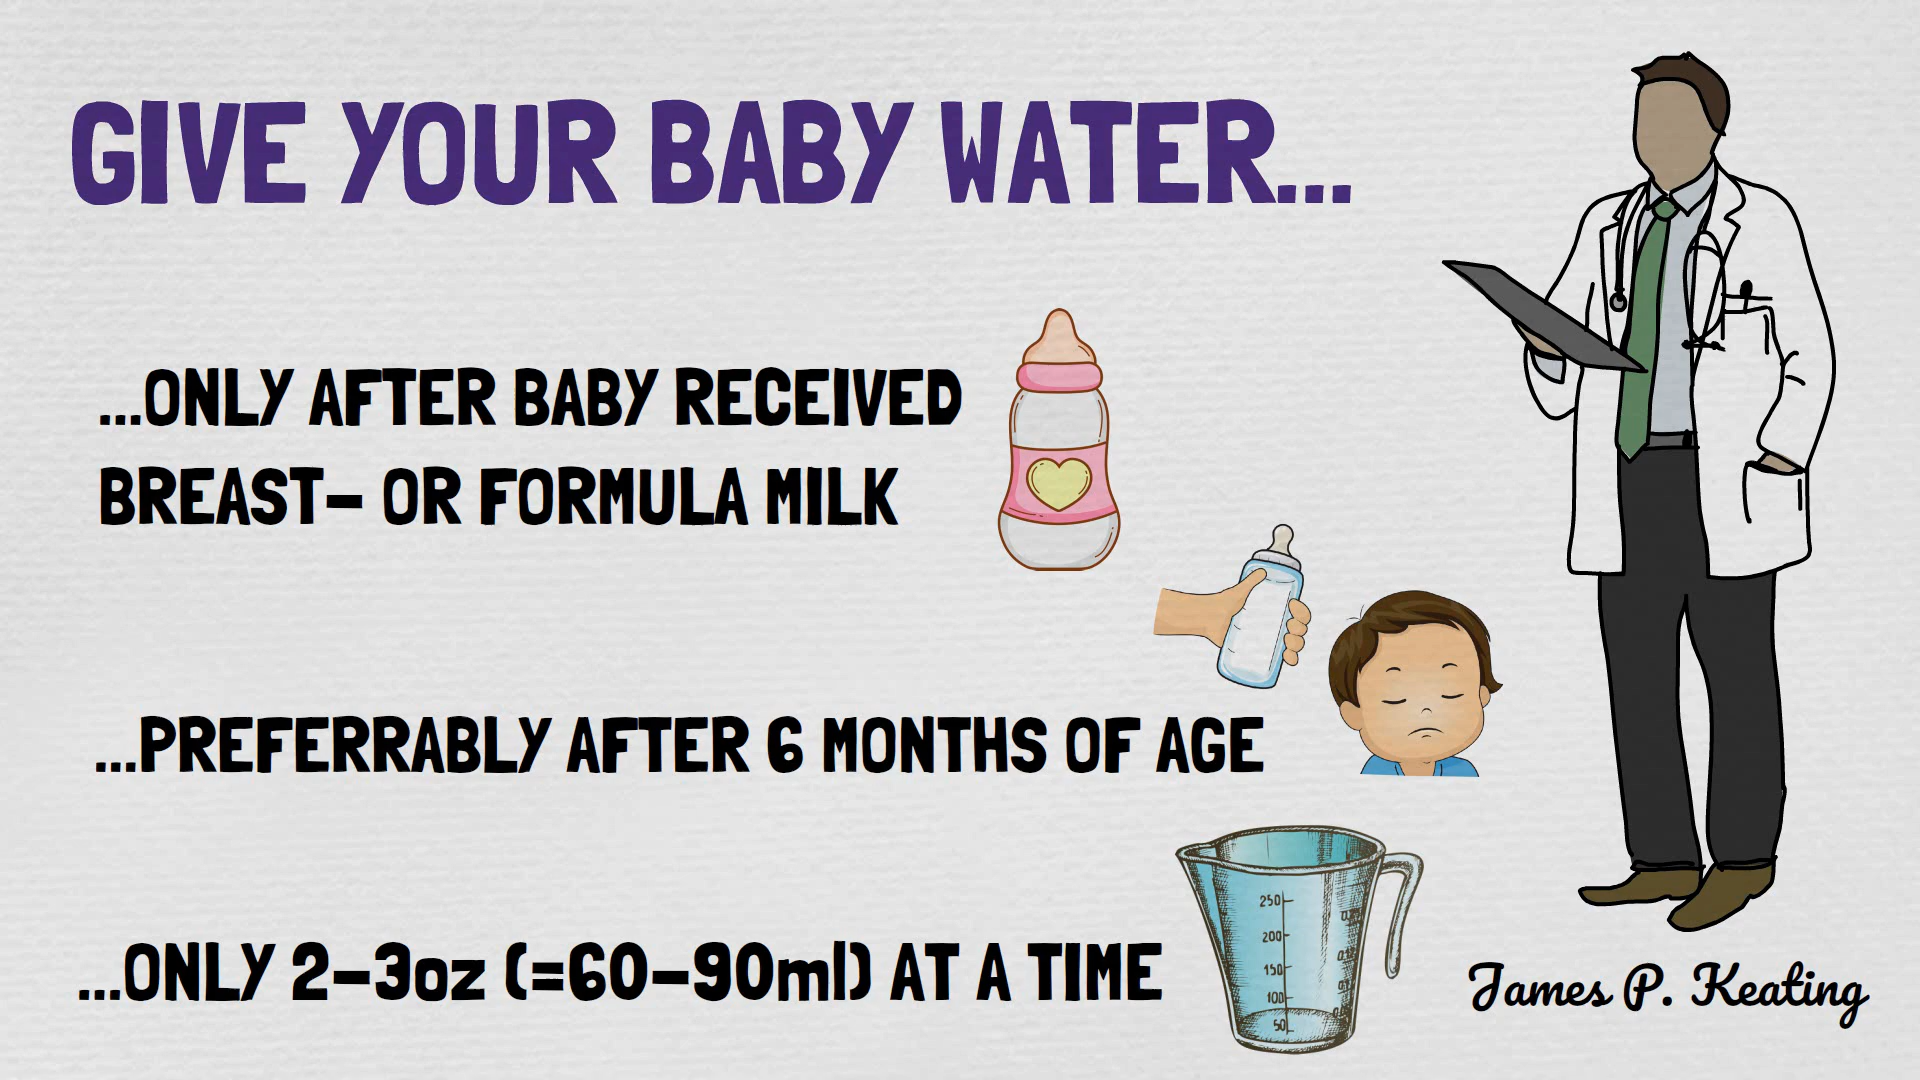 GIVE YOUR BABY WATER...
...ONLY AFTER BABY RECEIVED
BREAST- OR FORMULA MILK
...PREFERRABLY AFTER 6 MONTHS OF AGE
...ONLY 2-3oz (=60-90ml) AT A TIME
250
200
150
100
50
James P. Keating